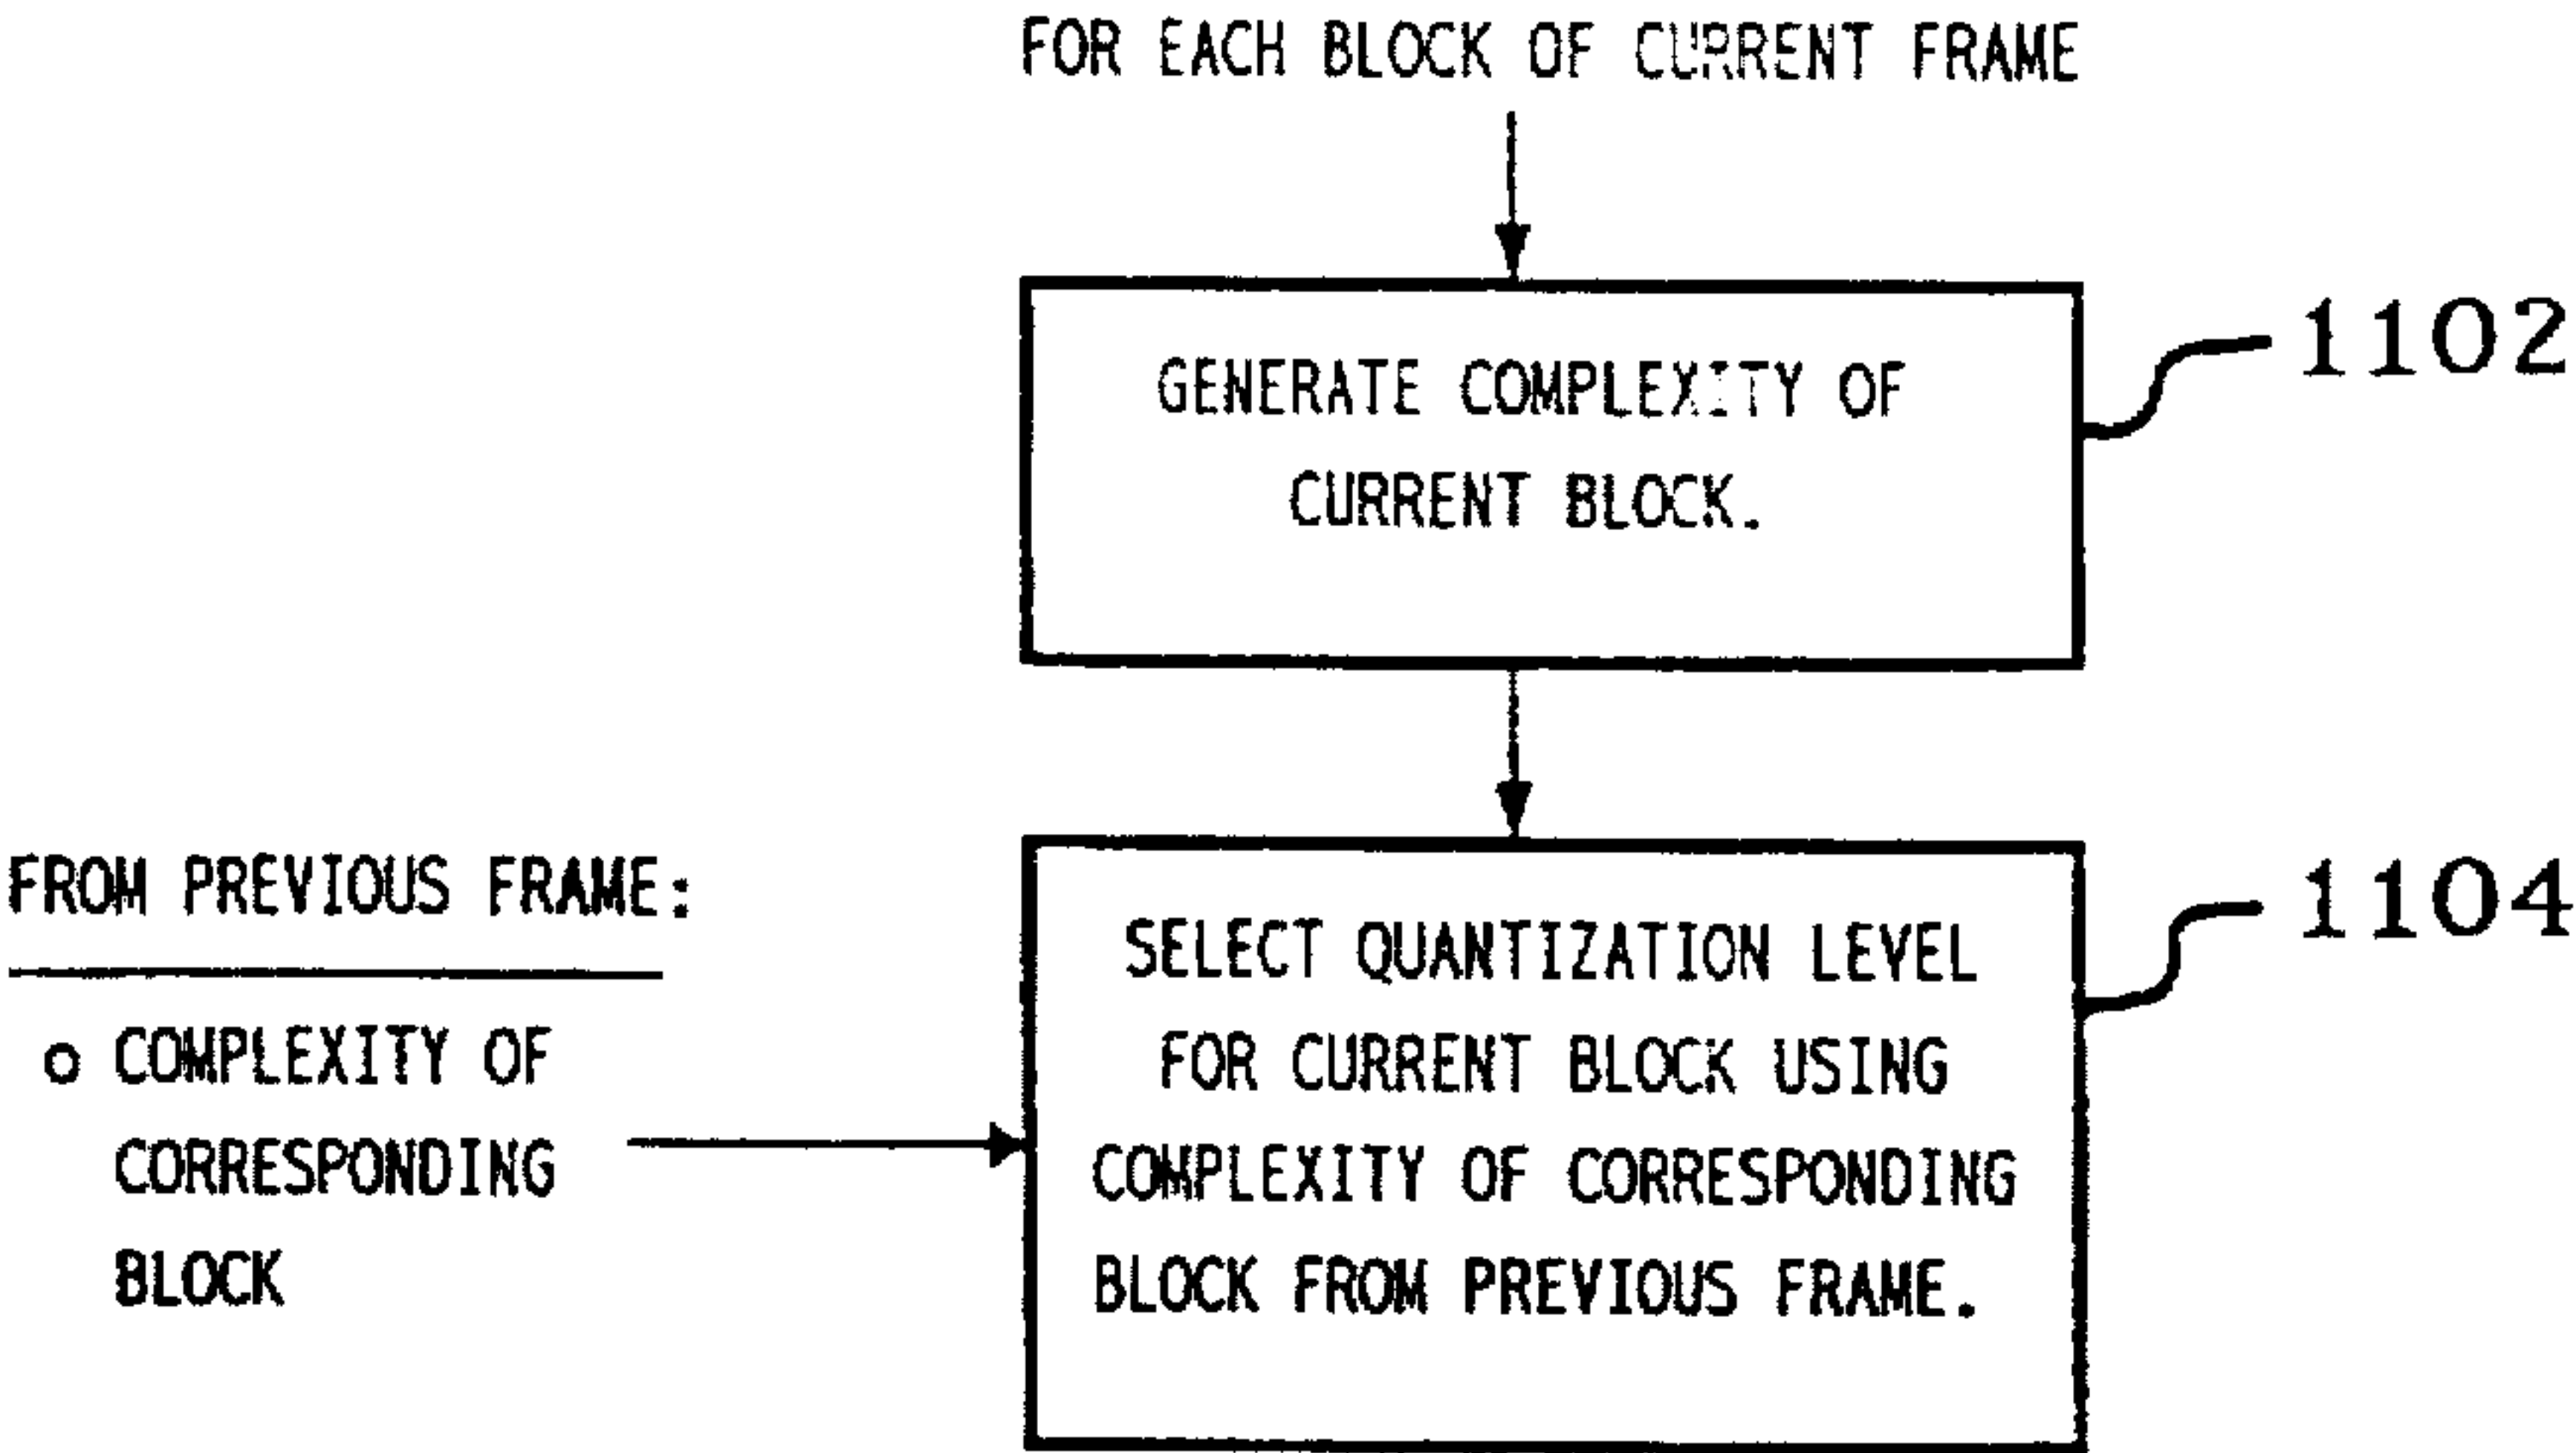 FOR EACH BLOCK OF CURRENT FRAME
GENERATE COMPLEXITY OF
CURRENT BLOCK.
1102
FROM PREVIOUS FRAME:
o COMPLEXITY OF
CORRESPONDING
BLOCK
SELECT QUANTIZATION LEVEL
FOR CURRENT BLOCK USING
COMPLEXITY OF CORRESPONDING
BLOCK FROM PREVIOUS FRAME.
1104